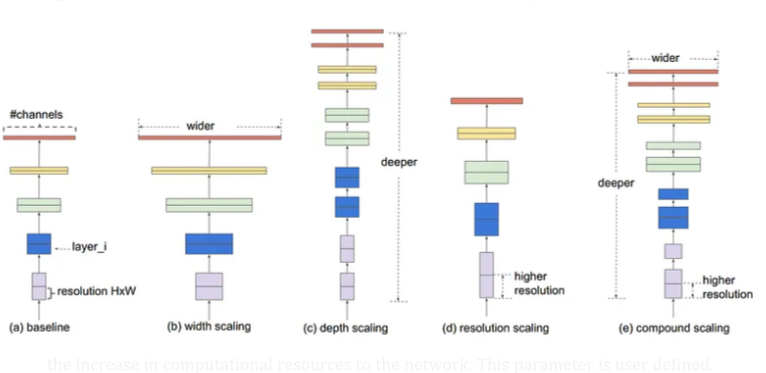 #channels
wider
deeper
layer_i
resolution HxW
higher
resolution
wider
deeper
higher
resolution
(a) baseline
(b) width scaling
(c) depth scaling
(d) resolution scaling
(e) compound scaling
the increase in computational resources to the network. This parameter is user defined.